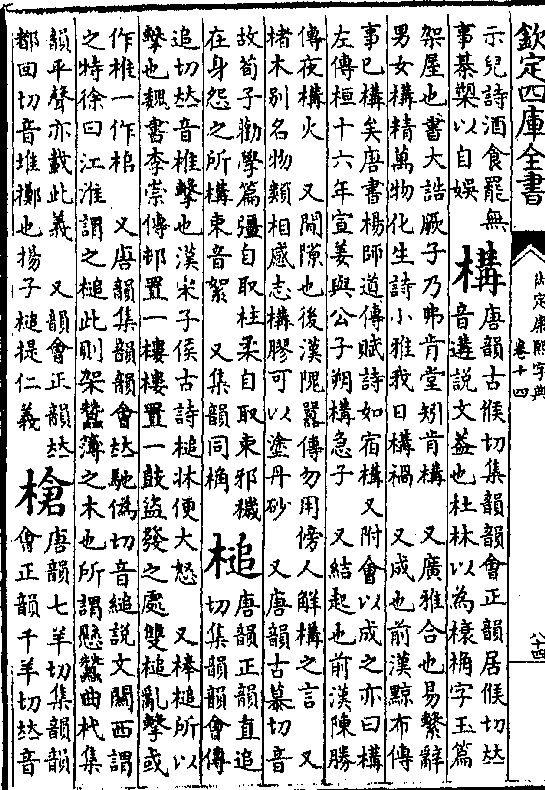 欽定四庫全書
御定康熙字典
卷十四
八十四
示兒詩酒食罷無
事棊槊以自娛
構
唐韻古候切集韻韻會正韻居候切𠀤
音遘說文蓋也杜林以為椽桷字玉篇
架屋也書大誥厥子乃弗肯堂矧肯構　又廣雅合也易繫辭
男女構精萬物化生詩小雅我日構禍　又成也前漢黥布傳
事已構矣唐書楊師道傳賦詩如宿構　又附會以成之亦曰構
左傳桓十六年宣姜與公子朔構急子　又結起也前漢陳勝
傳夜構火　又閒隙也後漢隗囂傳勿用傍人解構之言　又
楮木別名物類相感志構膠可以塗丹砂　又唐韻古慕切音
故荀子勸學篇彊自取柱柔自取束邪穢
在身怨之所構束音絮　又集韻同桷
槌
唐韻正韻直追
切集韻韻會傳
追切𠀤音椎擊也漢宋子侯古詩槌牀便大怒　又棒槌所以
擊也魏書李崇傳邨置一樓樓置一鼓盜發之處雙槌亂擊或
作椎一作棓　又唐韻集韻韻會𠀤馳偽切音縋說文關西謂
之特徐曰江淮謂之槌此則架蠶薄之木也所謂懸蠶曲杙集
韻平聲亦載此義　又韻會正韻𠀤
都回切音堆擲也揚子槌提仁義
槍
唐韻七羊切集韻韻
會正韻千羊切𠀤音